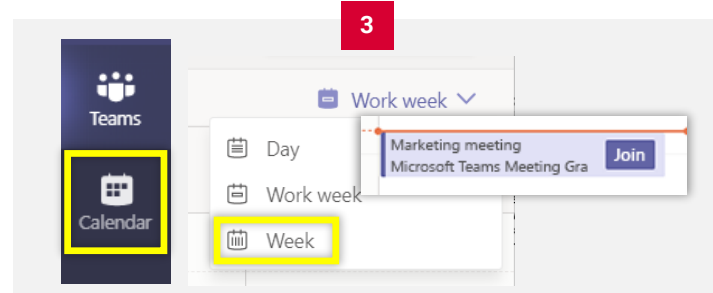 3
Teams
Calendar
Work week
Day
Work week
Week
Marketing meeting
Microsoft Teams Meeting Gra
Join